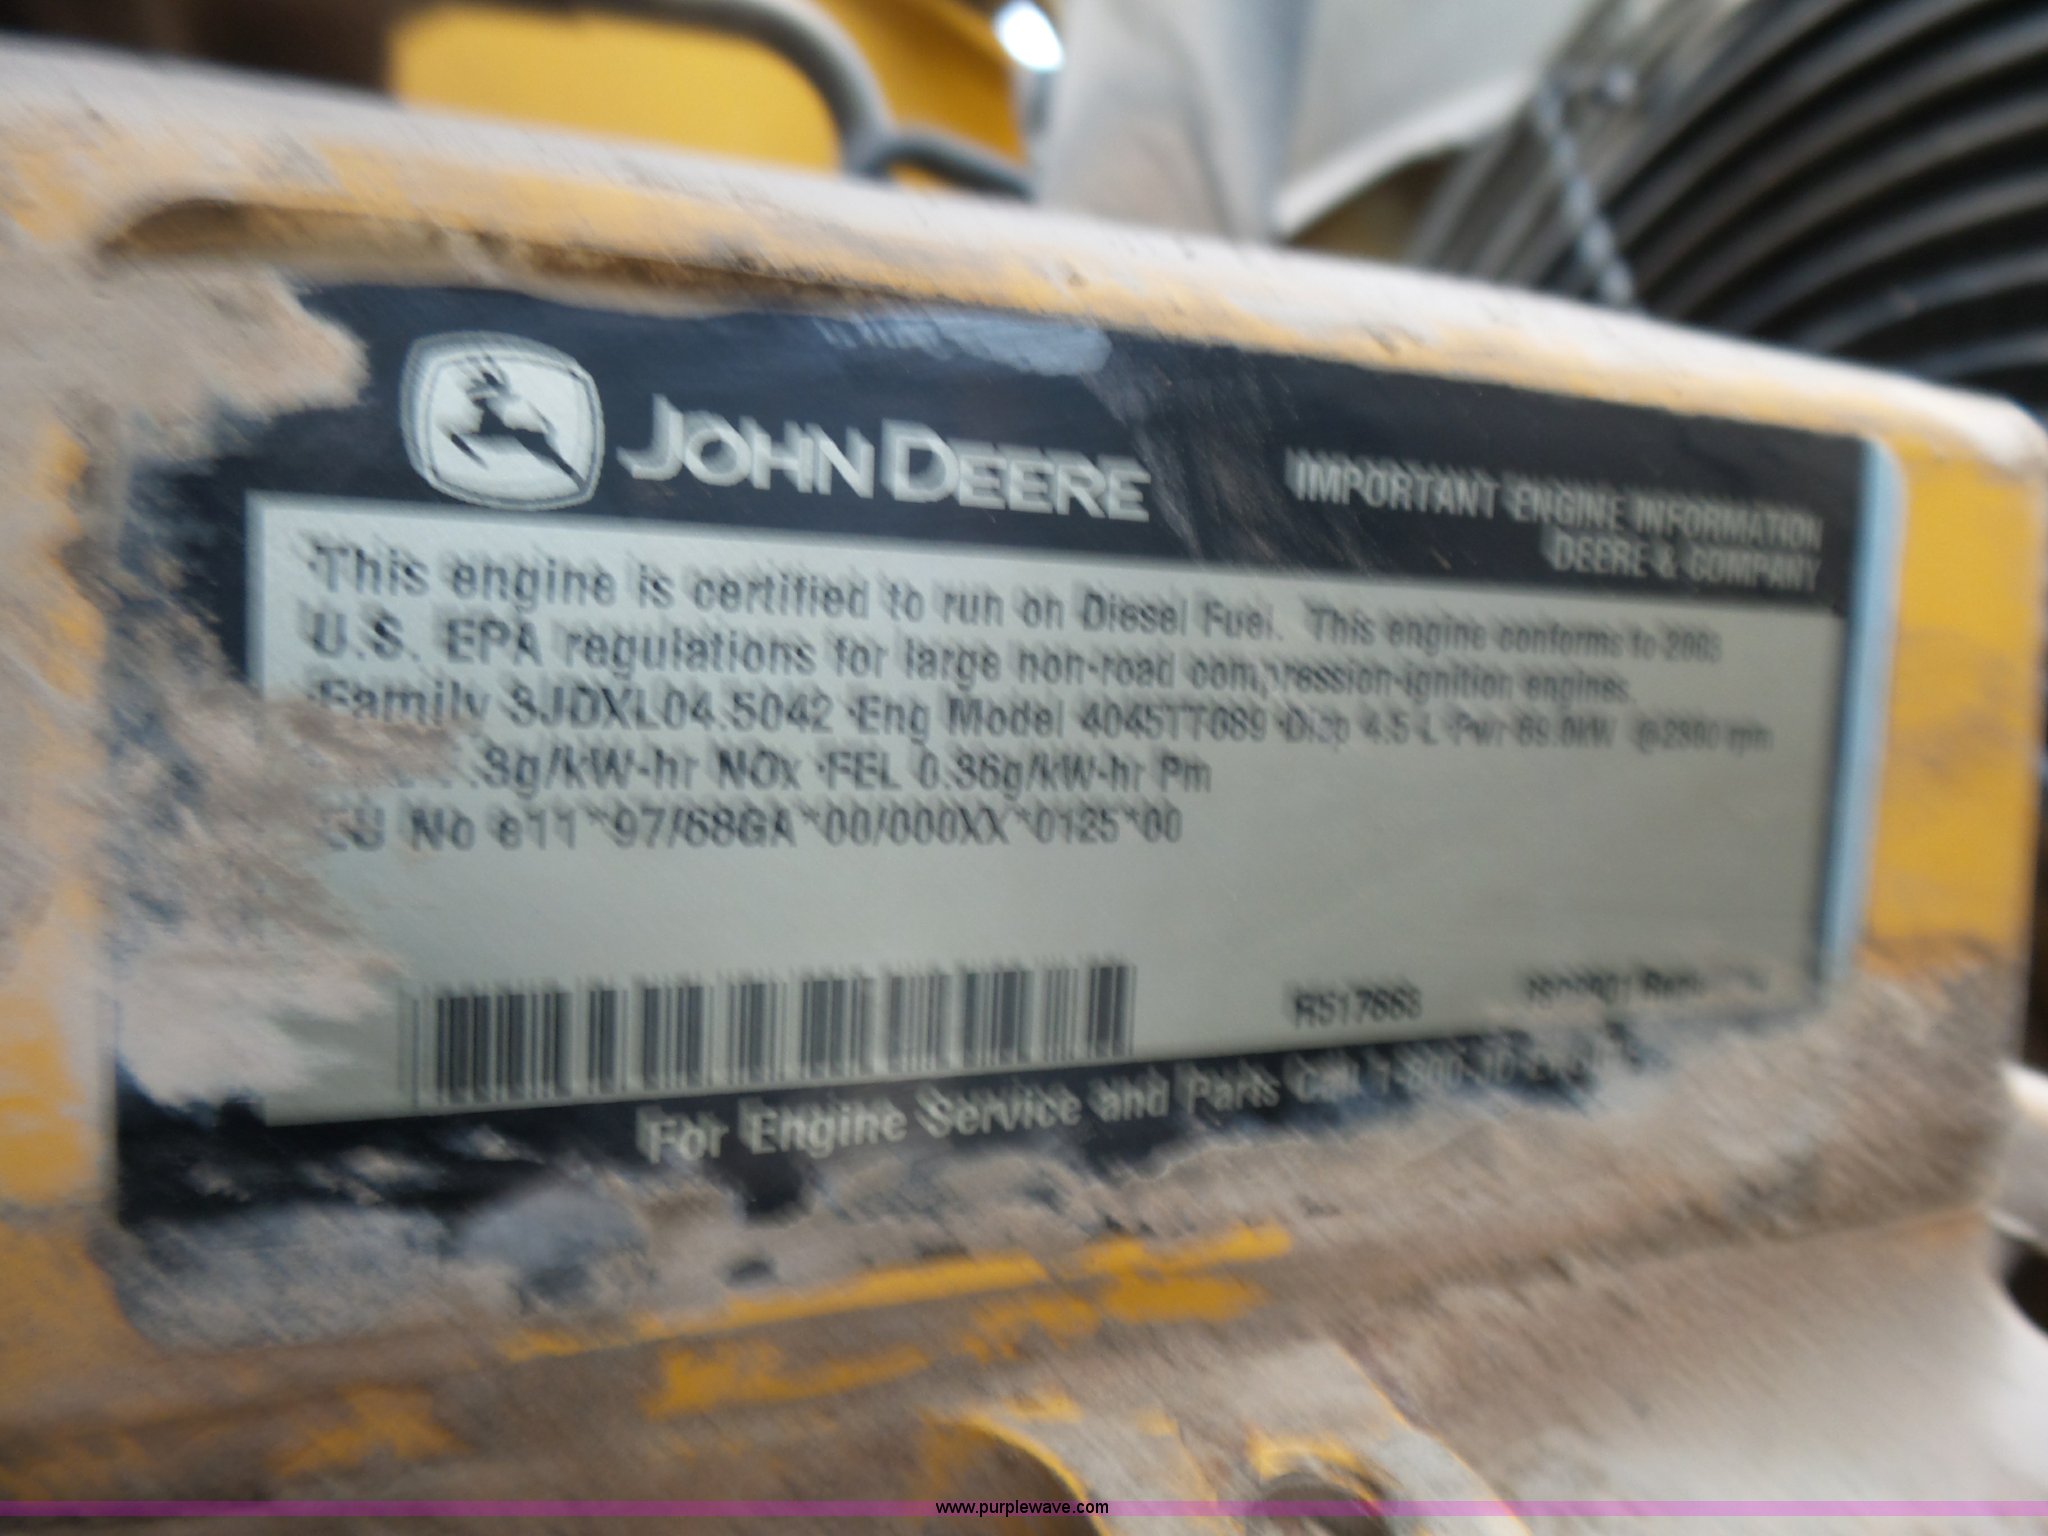 JOHN DEERE
IMPORTANT ENGINE INFORMATION
DEERE & COMPANY
This engine is certified to run on Diesel Fuel. This engine conforms to
U.S. EPA regulations for large non-road compression-ignition engines.
Family 3JDXL04.5042 Eng Model Disp 4.5 L Pwr
g/kW-hr NOx FEL 0.36g/kW-hr Pm
EU No e11*97/68GA*00/000XX*0125*00
R517663
For Engine Service and Parts Call
www.purplewave.com